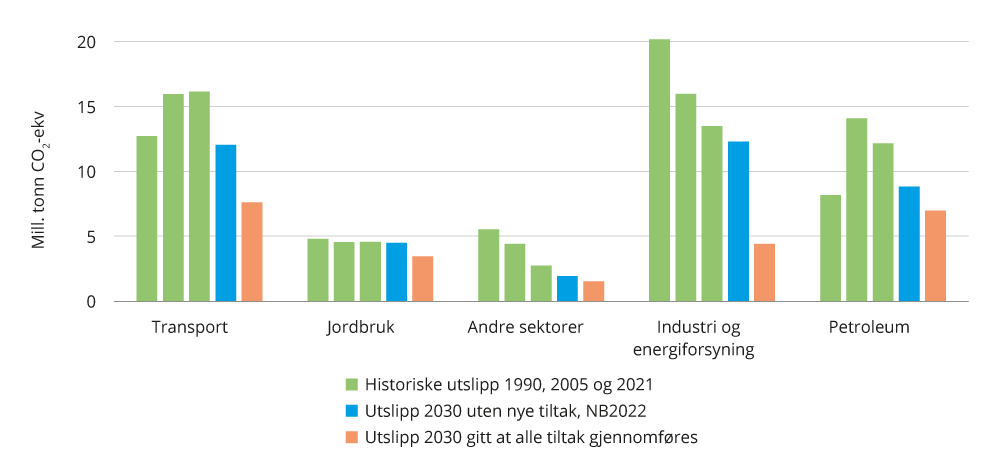 Mill. tonn CO₂-ekv
20
15
10
5
0
Transport
Jordbruk
Andre sektorer
Industri og
energiforsyning
Petroleum
Historiske utslipp 1990, 2005 og 2021
Utslipp 2030 uten nye tiltak, NB2022
Utslipp 2030 gitt at alle tiltak gjennomføres